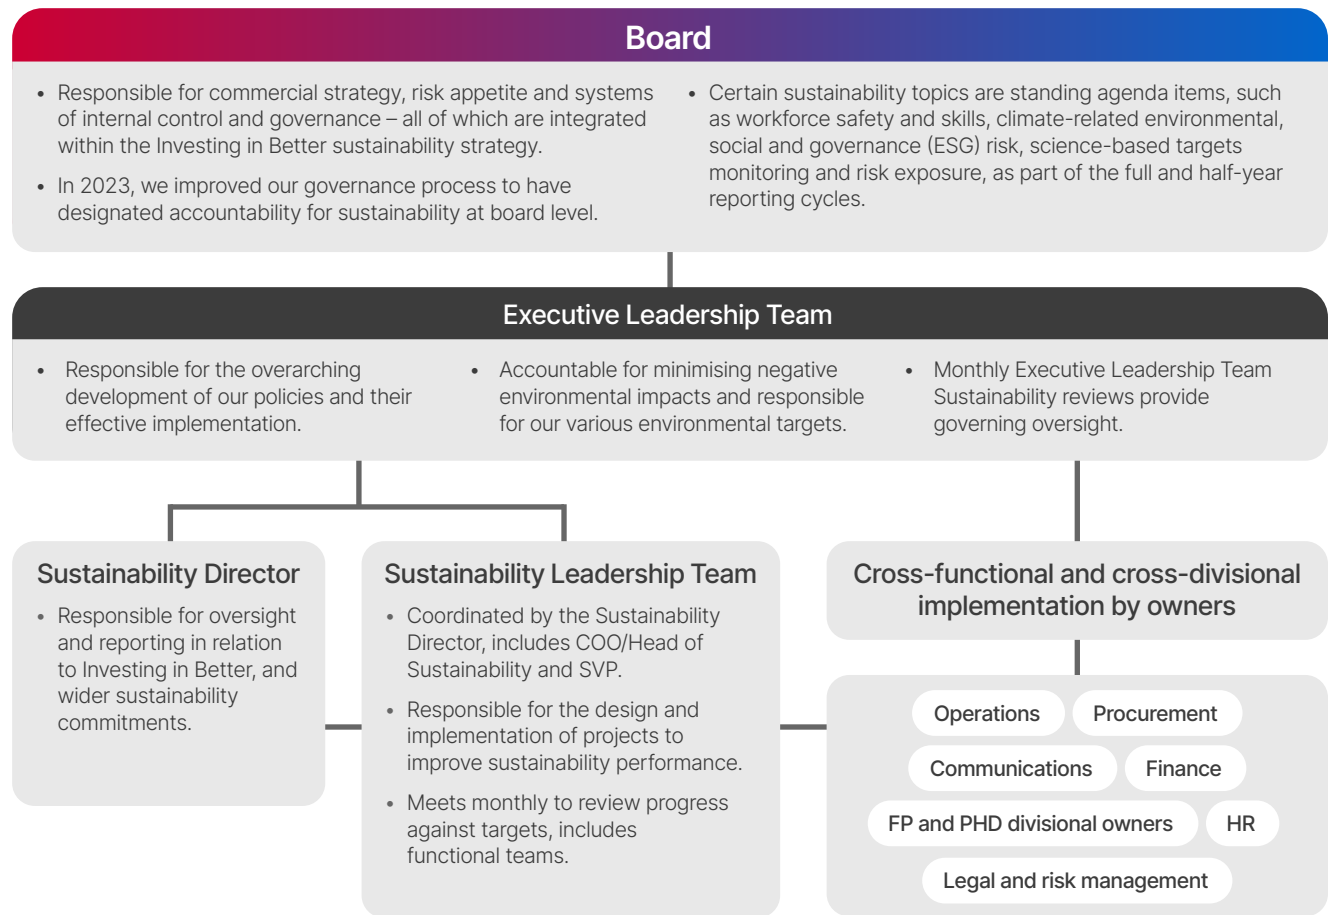 Board
• Responsible for commercial strategy, risk appetite and systems
of internal control and governance – all of which are integrated
within the Investing in Better sustainability strategy.
• In 2023, we improved our governance process to have
designated accountability for sustainability at board level.
• Certain sustainability topics are standing agenda items, such
as workforce safety and skills, climate-related environmental,
social and governance (ESG) risk, science-based targets
monitoring and risk exposure, as part of the full and half-year
reporting cycles.
Executive Leadership Team
• Responsible for the overarching
development of our policies and their
effective implementation.
• Accountable for minimising negative
environmental impacts and responsible
for our various environmental targets.
• Monthly Executive Leadership Team
Sustainability reviews provide
governing oversight.
Sustainability Director
• Responsible for oversight
and reporting in relation
to Investing in Better, and
wider sustainability
commitments.
Sustainability Leadership Team
• Coordinated by the Sustainability
Director, includes COO/Head of
Sustainability and SVP.
• Responsible for the design and
implementation of projects to
improve sustainability performance.
• Meets monthly to review progress
against targets, includes
functional teams.
Cross-functional and cross-divisional
implementation by owners
Operations
Procurement
Communications
Finance
FP and PHD divisional owners
HR
Legal and risk management